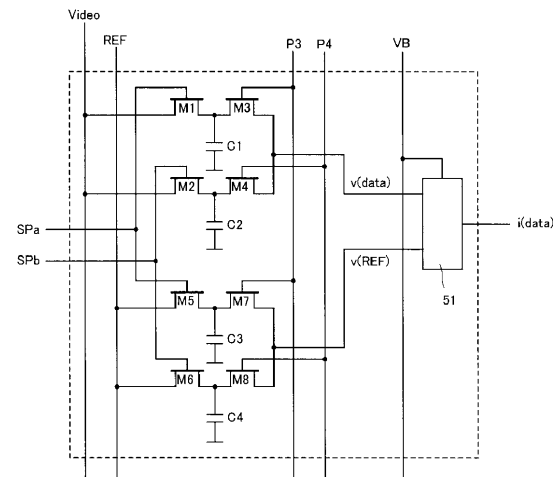 Video
REF P3 P4 VB
M1 M3
C1
M2 M4
v(data)
C2
i(data)
SPa
SPb
v(REF)
51
M5 M7
C3
M6 M8
C4